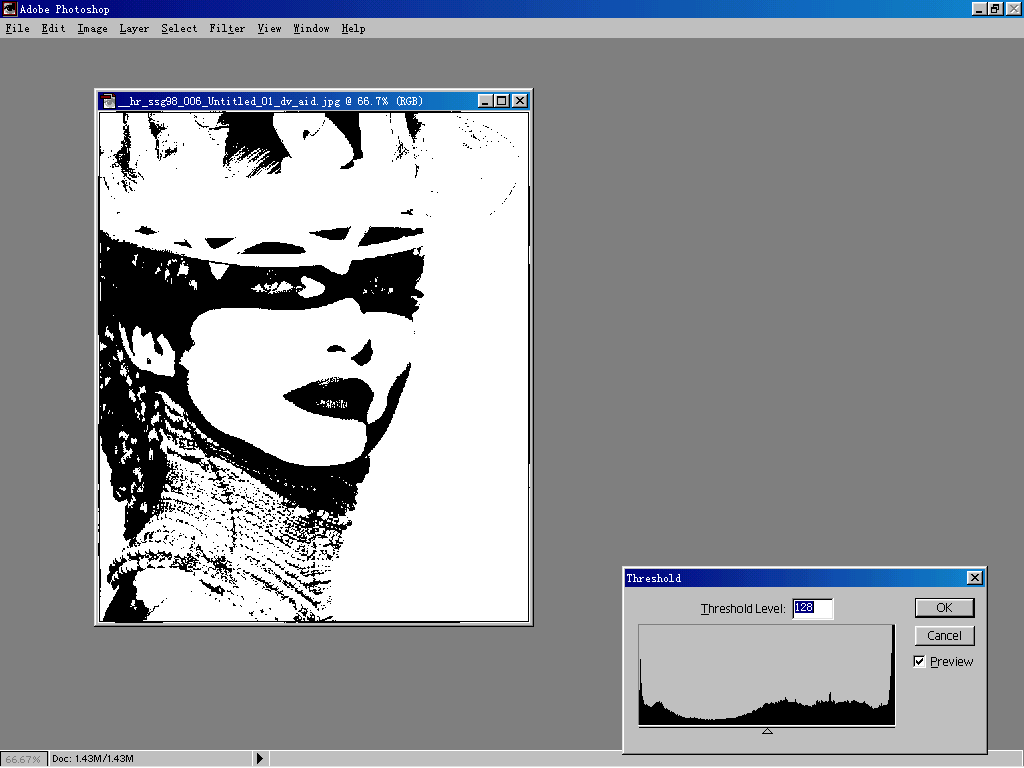 Adobe Photoshop
File Edit Image Layer Select Filter View Window Help
__hr_ssg98_006_Untitled_01_dv_aid.jpg @ 66.7% (RGB)
Threshold
Threshold Level: 128
OK
Cancel
Preview
66.67% Doc: 1.43M/1.43M